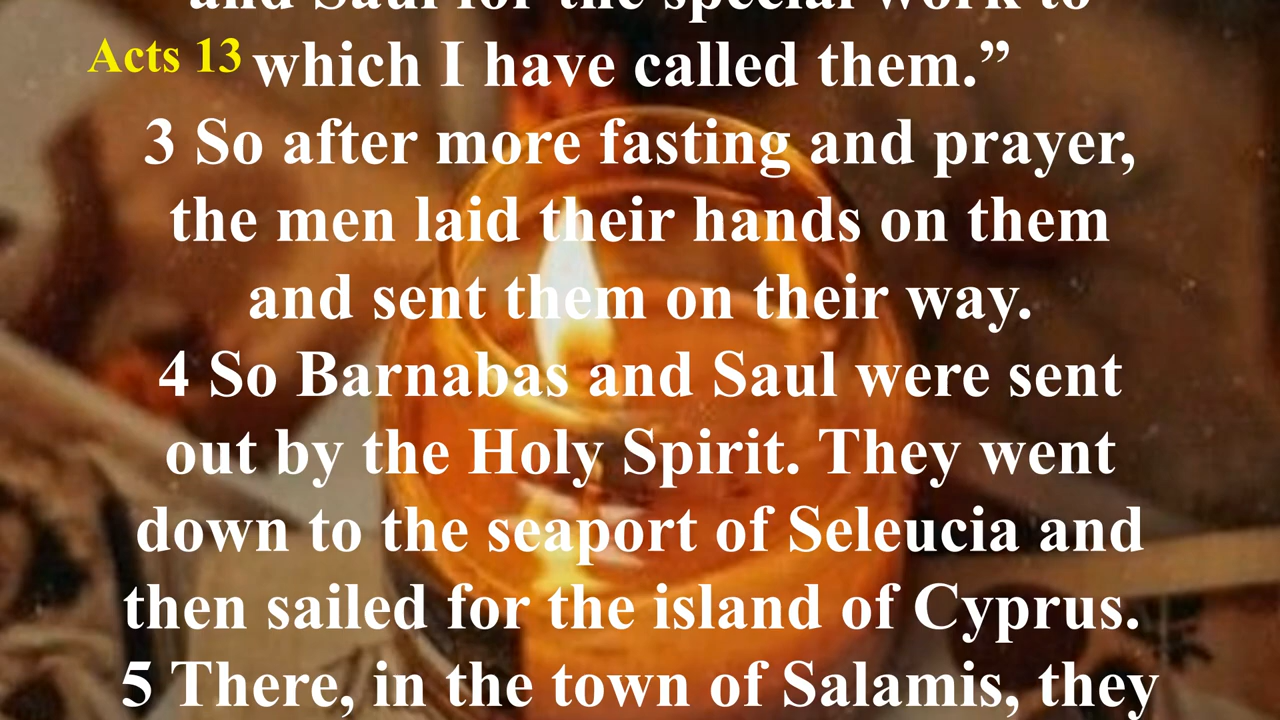 and Saul for the special work to
Acts 13 which I have called them.”
3 So after more fasting and prayer,
the men laid their hands on them
and sent them on their way.
4 So Barnabas and Saul were sent
out by the Holy Spirit. They went
down to the seaport of Seleucia and
then sailed for the island of Cyprus.
5 There, in the town of Salamis, they